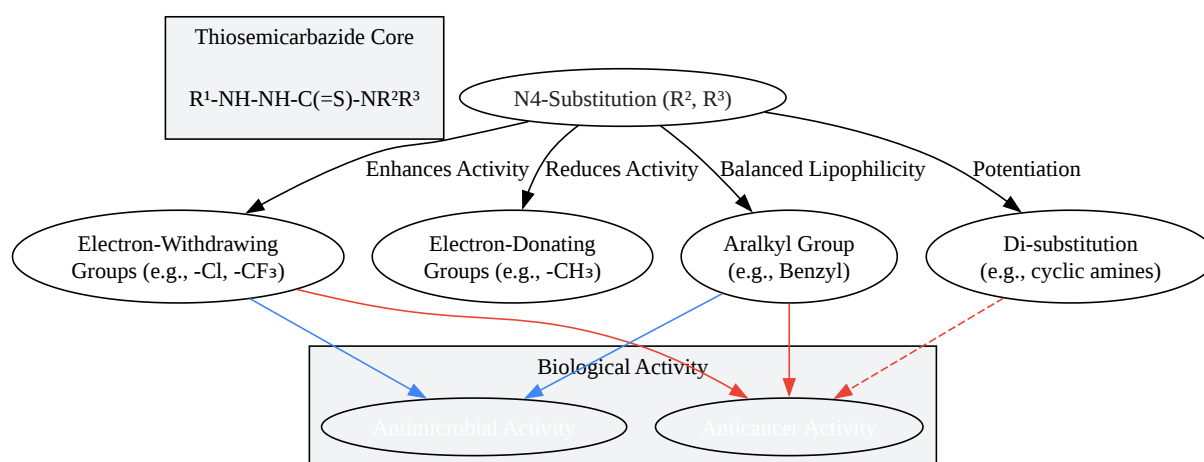 Thiosemicarbazide Core
R¹-NH-NH-C(=S)-NR²R³
N4-Substitution (R², R³)
Enhances Activity
Reduces Activity
Balanced Lipophilicity
Potentiation
Electron-Withdrawing
Groups (e.g., -Cl, -CF₃)
Electron-Donating
Groups (e.g., -CH₃)
Aralkyl Group
(e.g., Benzyl)
Di-substitution
(e.g., cyclic amines)
Biological Activity
Antimicrobial Activity
Anticancer Activity